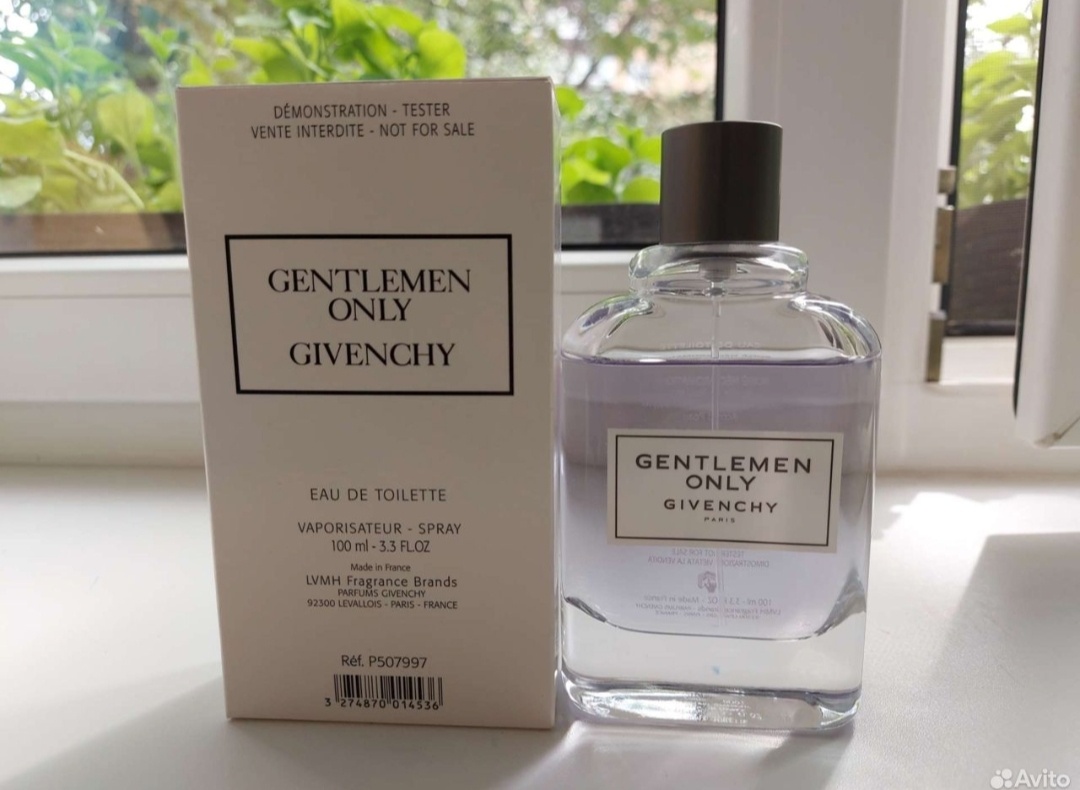 DÉMONSTRATION - TESTER
VENTE INTERDITE - NOT FOR SALE
GENTLEMEN
ONLY
GIVENCHY
EAU DE TOILETTE
VAPORISATEUR - SPRAY
100 ml - 3.3 FL.OZ
Made in France
LVMH Fragrance Brands
PARFUMS GIVENCHY
92300 LEVALLOIS - PARIS - FRANCE
Réf. P507997
3 274870 014536
GENTLEMEN
ONLY
GIVENCHY
PARIS
Avito